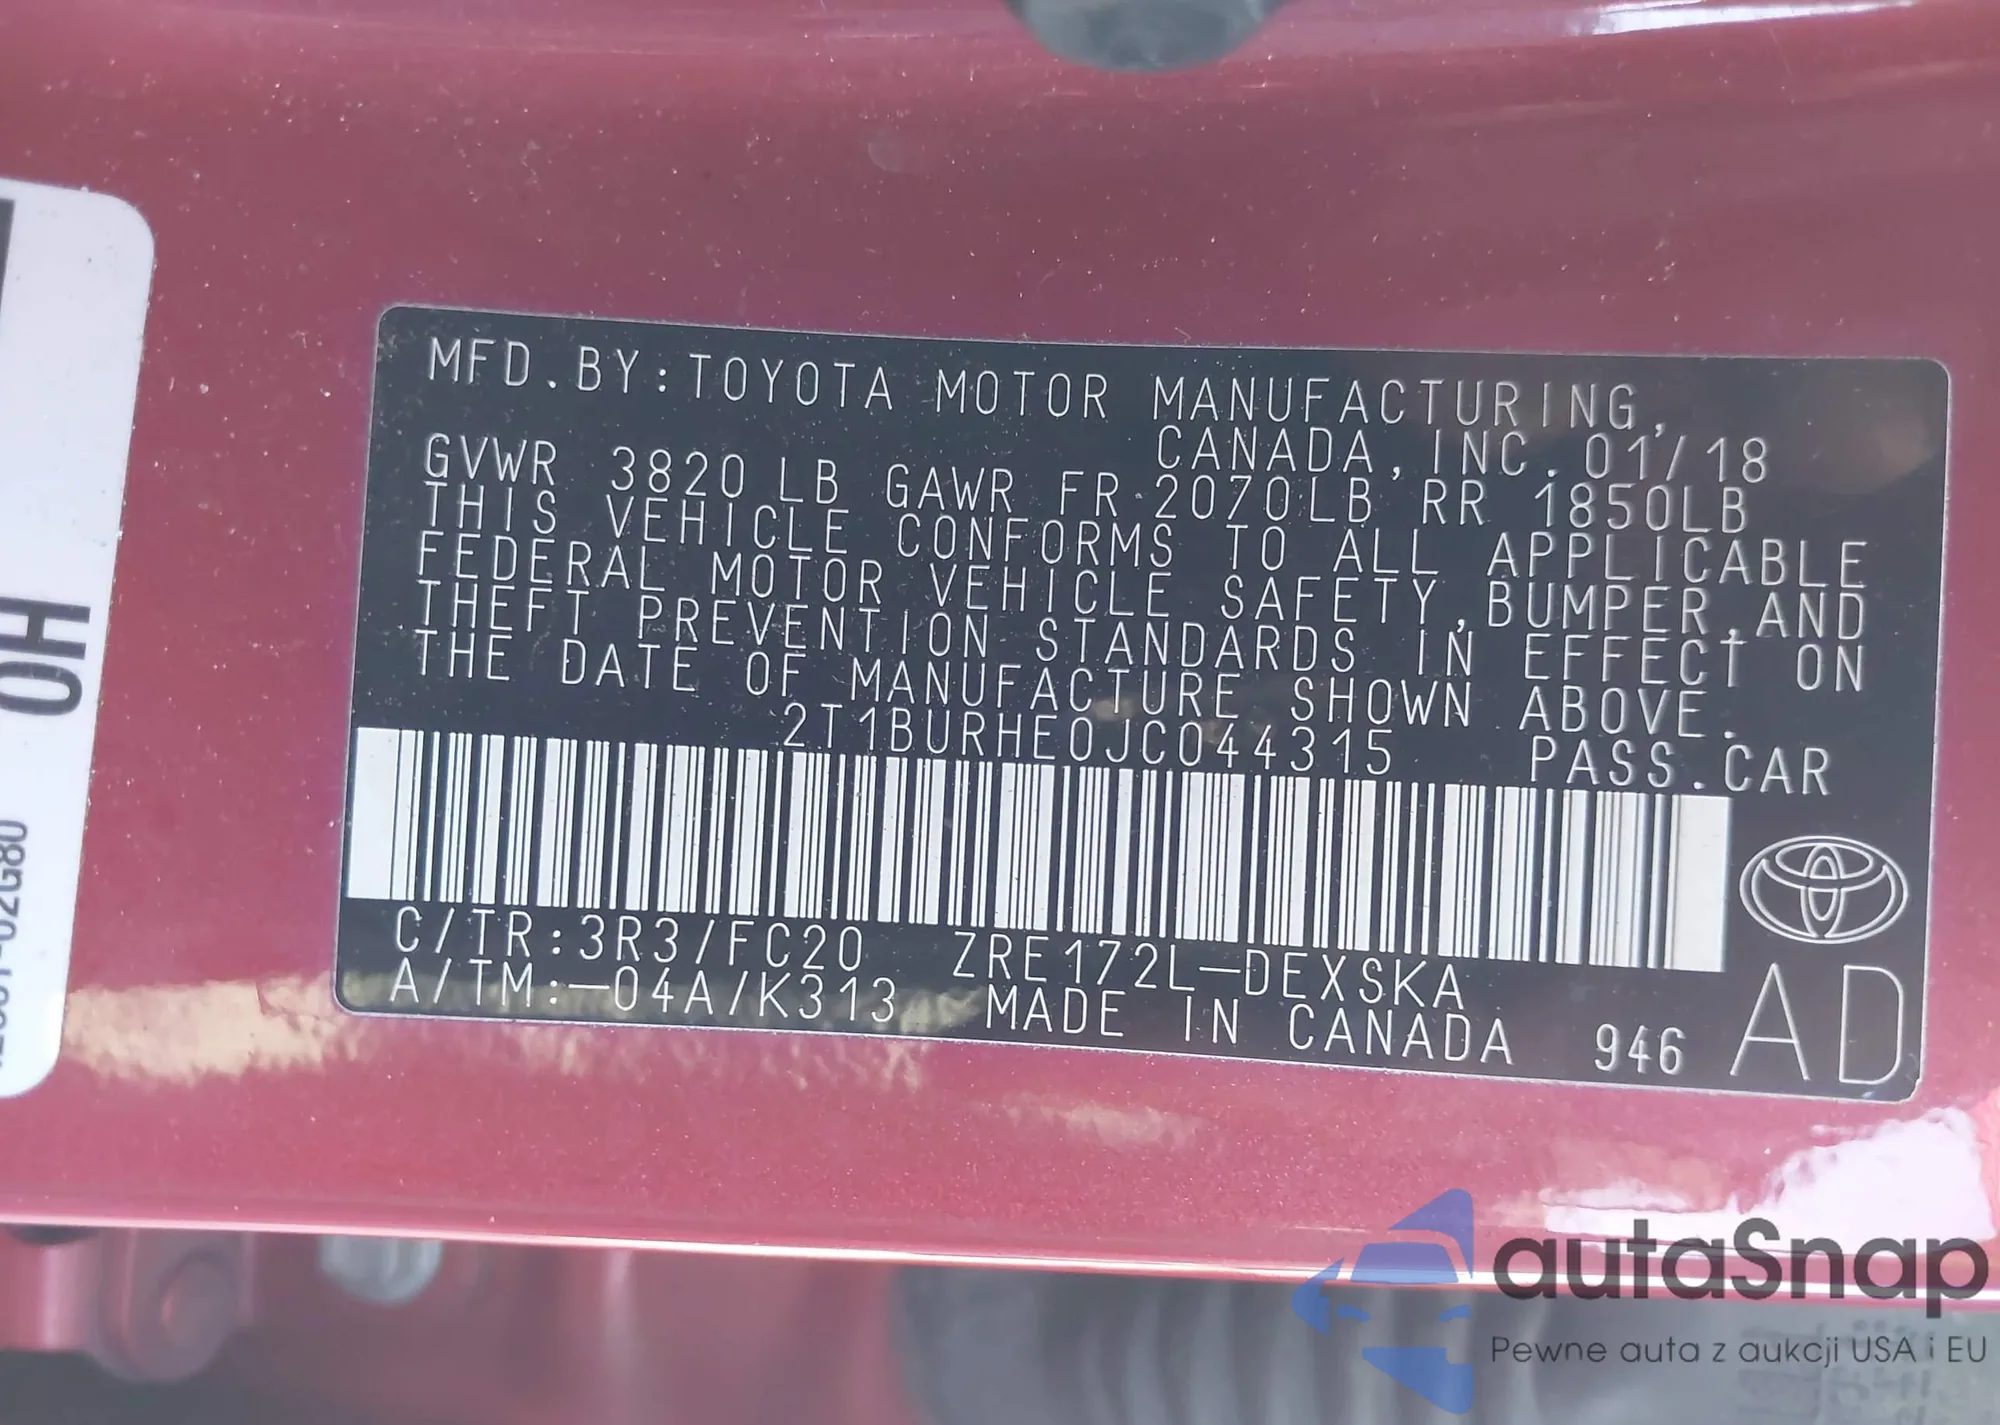 MFD.BY:TOYOTA MOTOR MANUFACTURING,
CANADA,INC.01/18
GVWR 3820 LB GAWR FR 2070LB RR 1850LB
THIS VEHICLE CONFORMS TO ALL APPLICABLE
FEDERAL MOTOR VEHICLE SAFETY,BUMPER,AND
THEFT PREVENTION STANDARDS IN EFFECT ON
THE DATE OF MANUFACTURE SHOWN ABOVE.
2T1BURHE0JC044315 PASS.CAR
C/TR:3R3/FC20 ZRE172L-DEXSKA
A/TM:-04A/K313 MADE IN CANADA 946 AD
OH
autaSnap
Pewne auta z aukcji USA i EU